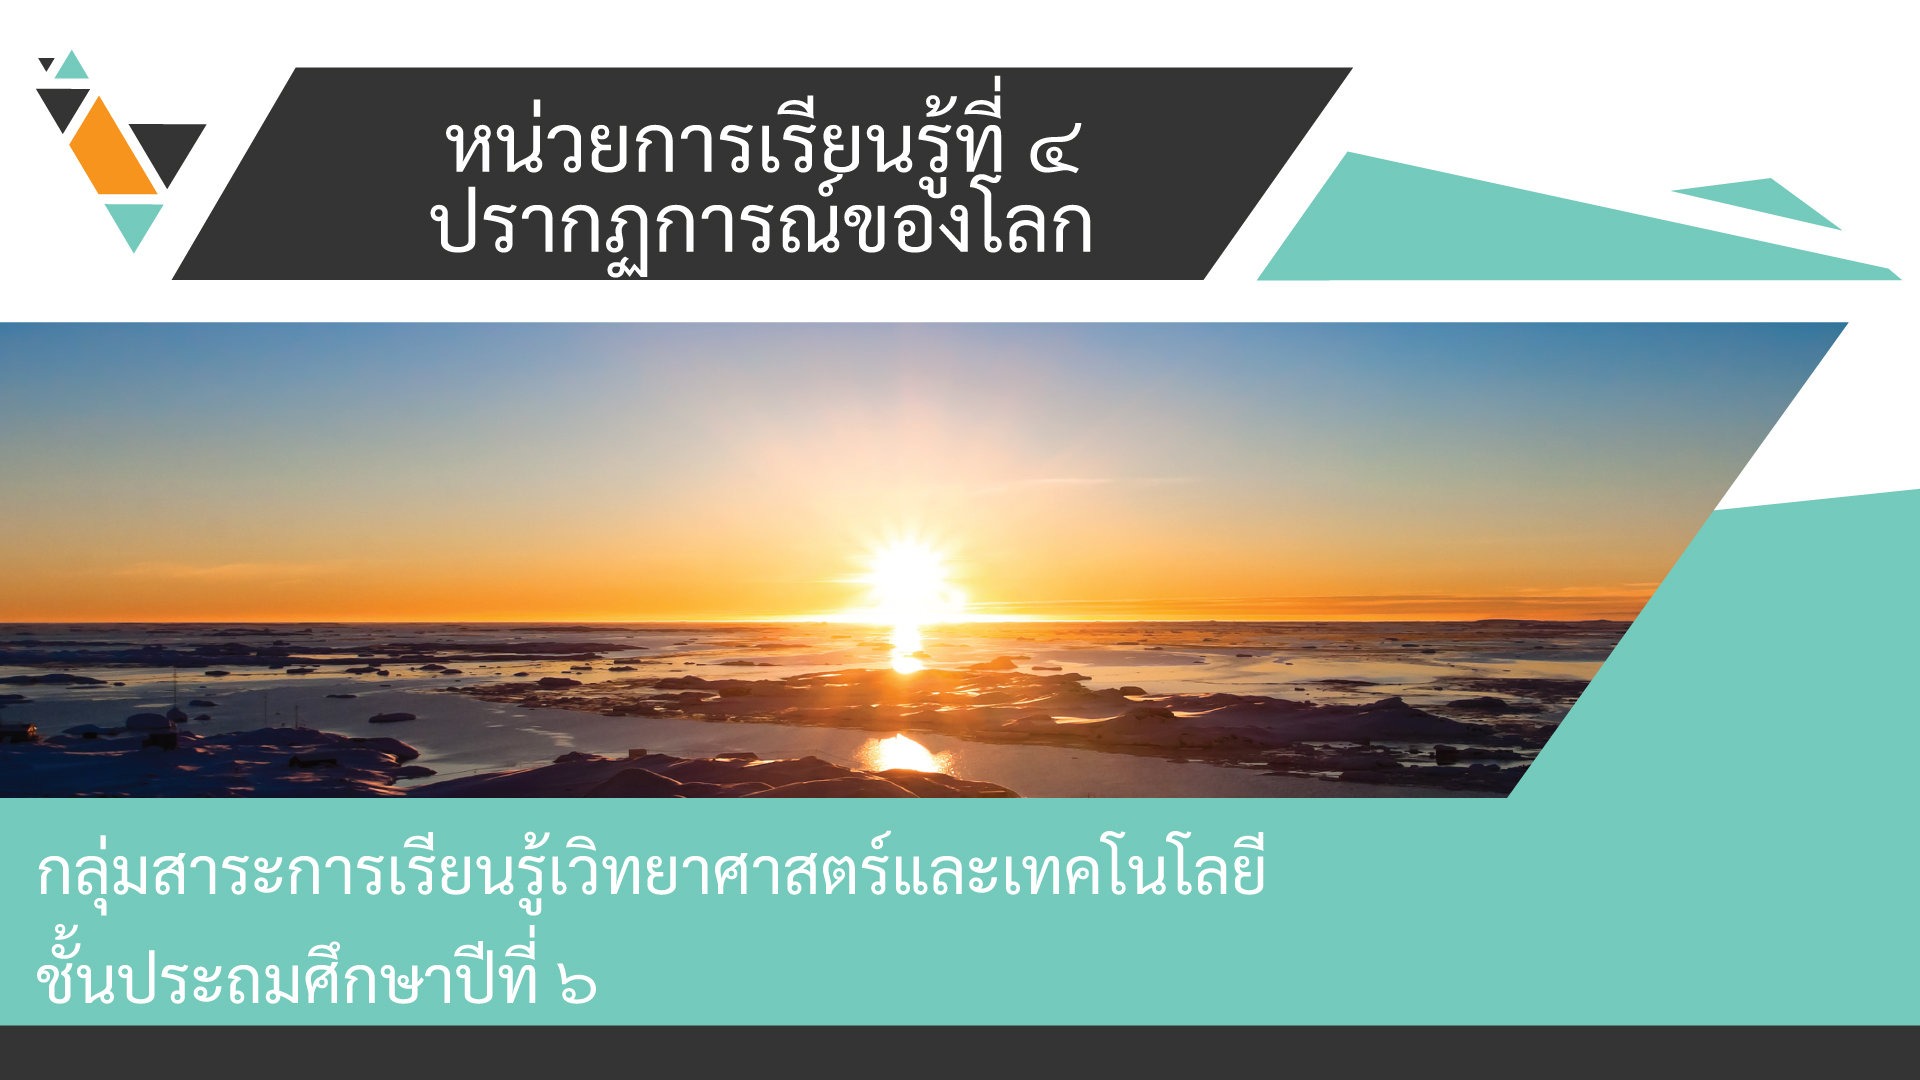 หน่วยการเรียนรู้ที่ ๔
ปรากฏการณ์ของโลก
กลุ่มสาระการเรียนรู้วิทยาศาสตร์และเทคโนโลยี
ชั้นประถมศึกษาปีที่ ๖